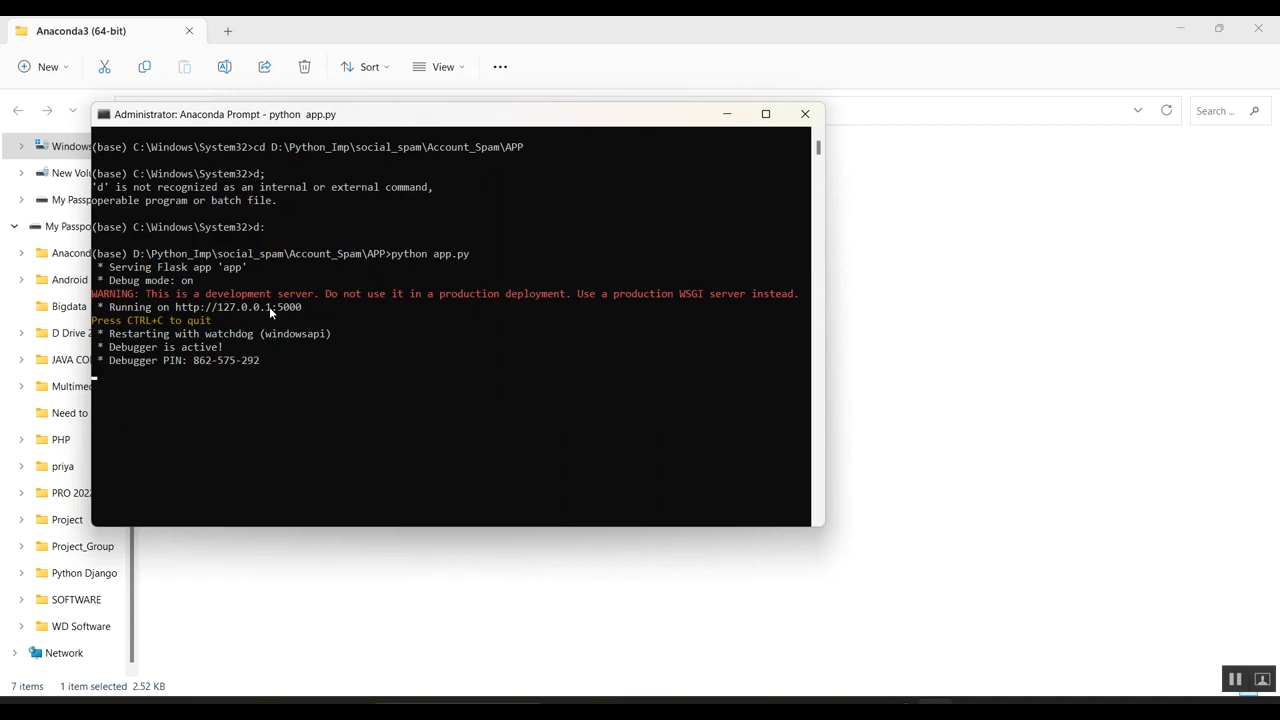 Anaconda3 (64-bit)
New
Sort
View
Search ...
Administrator: Anaconda Prompt - python app.py
Windows
New Vol
My Passp
My Passpo
Anacond
Android
Bigdata
D Drive
JAVA CO
Multimed
Need to
PHP
priya
PRO 202
Project
Project_Group
Python Django
SOFTWARE
WD Software
Network
(base) C:\Windows\System32>cd D:\Python_Imp\social_spam\Account_Spam\APP
(base) C:\Windows\System32>d;
'd' is not recognized as an internal or external command,
operable program or batch file.
(base) C:\Windows\System32>d:
(base) D:\Python_Imp\social_spam\Account_Spam\APP>python app.py
* Serving Flask app 'app'
* Debug mode: on
WARNING: This is a development server. Do not use it in a production deployment. Use a production WSGI server instead.
* Running on http://127.0.0.1:5000
Press CTRL+C to quit
* Restarting with watchdog (windowsapi)
* Debugger is active!
* Debugger PIN: 862-575-292
7 items 1 item selected 2.52 KB